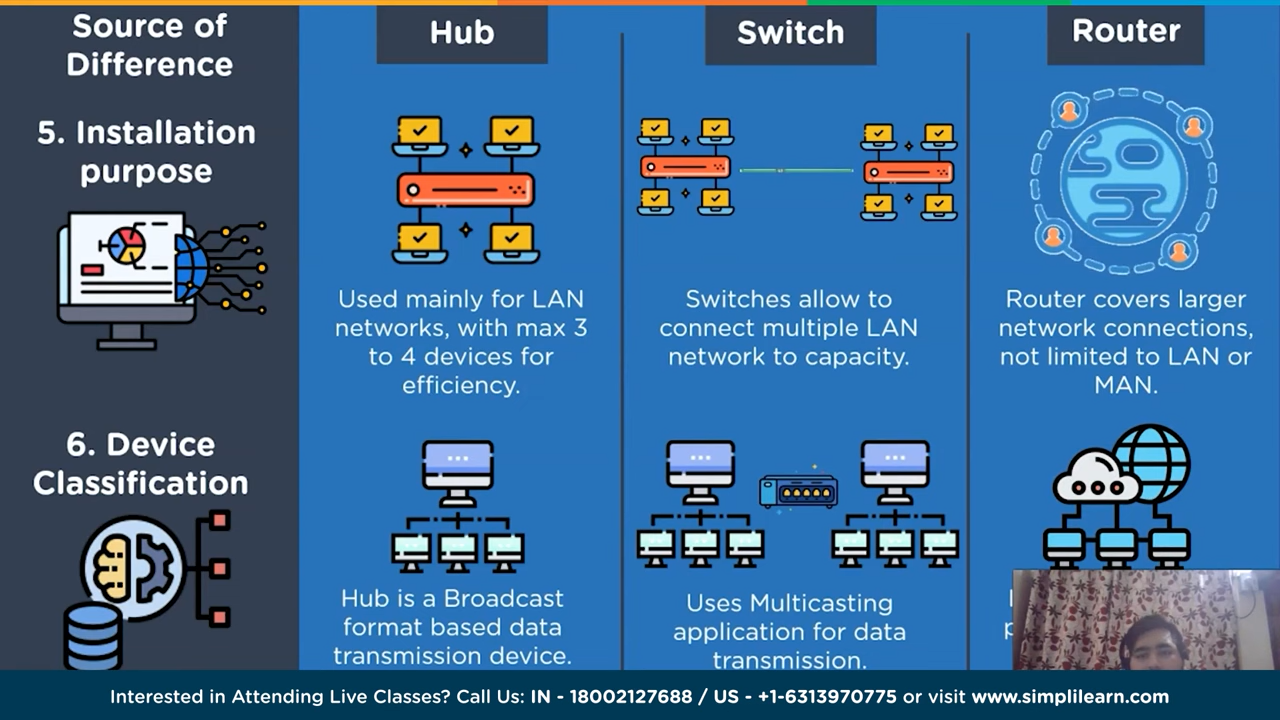 Source of
Difference
Hub
Switch
Router
5. Installation
purpose
Used mainly for LAN
networks, with max 3
to 4 devices for
efficiency.
Switches allow to
connect multiple LAN
network to capacity.
Router covers larger
network connections,
not limited to LAN or
MAN.
6. Device
Classification
Hub is a Broadcast
format based data
transmission device.
Uses Multicasting
application for data
transmission.
Interested in Attending Live Classes? Call Us: IN - 18002127688 / US - +1-6313970775 or visit www.simplilearn.com